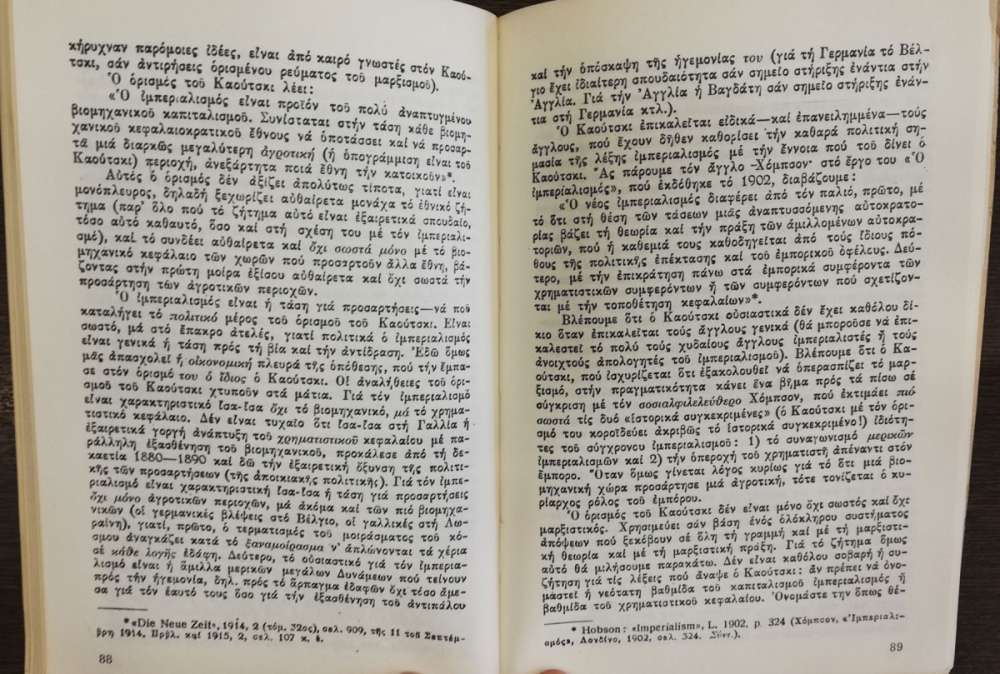 κήρυχναν παρόμοιες ἰδέες, εἶναι ἀπό καιρό γνωστές στόν Καού-
τσκι, σάν ἀντιρήσεις ὁρισμένου ρεύματος τοῦ μαρξισμοῦ).
Ὁ ὁρισμός τοῦ Καούτσκι λέει:
«Ὁ ἰμπεριαλισμός εἶναι προϊόν τοῦ πολύ ἀναπτυγμένου
βιομηχανικοῦ καπιταλισμοῦ. Συνίσταται στήν τάση κάθε βιομη-
χανικοῦ κεφαλαιοκρατικοῦ ἔθνους νά ὑποτάσσει καί νά προσαρ-
τᾶ μιά διαρκῶς μεγαλύτερη ἀγροτική (ἡ ὑπογράμμιση εἶναι τοῦ
Καούτσκι) περιοχή, ἀνεξάρτητα ποιά ἔθνη τήν κατοικοῦν»*.
Αὐτός ὁ ὁρισμός δέν ἀξίζει ἀπολύτως τίποτα, γιατί εἶναι
μονόπλευρος, δηλαδή ξεχωρίζει αὐθαίρετα μονάχα τό ἐθνικό ζή-
τημα (παρ' ὅλο πού τό ζήτημα αὐτό εἶναι ἐξαιρετικά σπουδαῖο,
τόσο αὐτό καθαυτό, ὅσο καί στή σχέση του μέ τόν ἰμπεριαλι-
σμό), καί τό συνδέει αὐθαίρετα καί ὄχι σωστά μόνο μέ τό βιο-
μηχανικό κεφάλαιο τῶν χωρῶν πού προσαρτοῦν ἄλλα ἔθνη, βά-
ζοντας στήν πρώτη μοίρα ἐξίσου αὐθαίρετα καί ὄχι σωστά τήν
προσάρτηση τῶν ἀγροτικῶν περιοχῶν.
Ὁ ἰμπεριαλισμός εἶναι ἡ τάση γιά προσαρτήσεις—νά ποῦ
καταλήγει τό πολιτικό μέρος τοῦ ὁρισμοῦ τοῦ Καούτσκι. Εἶναι
σωστό, μά στό ἔπακρο ἀτελές, γιατί πολιτικά ὁ ἰμπεριαλισμός
εἶναι γενικά ἡ τάση πρός τή βία καί τήν ἀντίδραση. Ἐδῶ ὅμως
μᾶς ἀπασχολεῖ ἡ οἰκονομική πλευρά τῆς ὑπόθεσης, πού τήν ἔμπα-
σε στόν ὁρισμό του ὁ ἴδιος ὁ Καούτσκι. Οἱ ἀναλήθειες τοῦ ὁρι-
σμοῦ τοῦ Καούτσκι χτυποῦν στά μάτια. Γιά τόν ἰμπεριαλισμό
εἶναι χαρακτηριστικό ἴσα-ἴσα ὄχι τό βιομηχανικό, μά τό χρημα-
τιστικό κεφάλαιο. Δέν εἶναι τυχαῖο ὅτι ἴσα-ἴσα στή Γαλλία ἡ
ἐξαιρετικά γοργή ἀνάπτυξη τοῦ χρηματιστικοῦ κεφαλαίου μέ πα-
ράλληλη ἐξασθένηση τοῦ βιομηχανικοῦ, προκάλεσε ἀπό τή δε-
καετία 1880—1890 καί δῶ τήν ἐξαιρετική ὄξυνση τῆς πολιτι-
κῆς τῶν προσαρτήσεων (τῆς ἀποικιακῆς πολιτικῆς). Γιά τόν ἰμπε-
ριαλισμό εἶναι χαρακτηριστική ἴσα-ἴσα ἡ τάση γιά προσαρτήσεις
ὄχι μόνο ἀγροτικῶν περιοχῶν, μά ἀκόμα καί τῶν πιό βιομηχα-
νικῶν (οἱ γερμανικές βλέψεις στό Βέλγιο, οἱ γαλλικές στή Λω-
ραίνη), γιατί, πρῶτο, ὁ τερματισμός τοῦ μοιράσματος τοῦ κό-
σμου ἀναγκάζει κατά τό ξαναμοίρασμα ν' ἁπλώνονται τά χέρια
σέ κάθε λογῆς ἐδάφη. Δεύτερο, τό οὐσιαστικό γιά τόν ἰμπερια-
λισμό εἶναι ἡ ἅμιλλα μερικῶν μεγάλων Δυνάμεων πού τείνουν
πρός τήν ἡγεμονία, δηλ. πρός τό ἅρπαγμα ἐδαφῶν ὄχι τόσο ἄμε-
σα γιά τόν ἑαυτό τους ὅσο γιά τήν ἐξασθένηση τοῦ ἀντιπάλου
* «Die Neue Zeit», 1914, 2 (τόμ. 32ος), σελ. 909, τῆς 11 τοῦ Σεπτέμ-
βρη 1914. Πρβλ. καί 1915, 2, σελ. 107 κ. ἑ.
88
καί τήν ὑπόσκαψη τῆς ἡγεμονίας του (γιά τή Γερμανία τό Βέλ-
γιο ἔχει ἰδιαίτερη σπουδαιότητα σάν σημεῖο στήριξης ἐνάντια στήν
Ἀγγλία. Γιά τήν Ἀγγλία ἡ Βαγδάτη σάν σημεῖο στήριξης ἐνάν-
τια στή Γερμανία κτλ.).
Ὁ Καούτσκι ἐπικαλεῖται εἰδικά—καί ἐπανειλημμένα—τούς
ἄγγλους, πού ἔχουν δῆθεν καθορίσει τήν καθαρά πολιτική ση-
μασία τῆς λέξης ἰμπεριαλισμός μέ τήν ἔννοια πού τοῦ δίνει ὁ
Καούτσκι. Ἄς πάρουμε τόν ἄγγλο Χόμπσον· στό ἔργο του «Ὁ
ἰμπεριαλισμός», πού ἐκδόθηκε τό 1902, διαβάζουμε:
«Ὁ νέος ἰμπεριαλισμός διαφέρει ἀπό τόν παλιό, πρῶτο, μέ
τό ὅτι στή θέση τῶν τάσεων μιᾶς ἀναπτυσσόμενης αὐτοκρατο-
ρίας βάζει τή θεωρία καί τήν πράξη τῶν ἁμιλλομένων αὐτοκρα-
τοριῶν, πού ἡ καθεμιά τους καθοδηγεῖται ἀπό τούς ἴδιους πό-
θους τῆς πολιτικῆς ἐπέκτασης καί τοῦ ἐμπορικοῦ ὀφέλους. Δεύ-
τερο, μέ τήν ἐπικράτηση πάνω στά ἐμπορικά συμφέροντα τῶν
χρηματιστικῶν συμφερόντων ἤ τῶν συμφερόντων πού σχετίζον-
ται μέ τήν τοποθέτηση κεφαλαίων»*.
Βλέπουμε ὅτι ὁ Καούτσκι οὐσιαστικά δέν ἔχει καθόλου δί-
κιο ὅταν ἐπικαλεῖται τούς ἄγγλους γενικά (θά μποροῦσε νά ἐπι-
καλεστεῖ τό πολύ τούς χυδαίους ἄγγλους ἰμπεριαλιστές ἤ τούς
ἀνοιχτούς ἀπολογητές τοῦ ἰμπεριαλισμοῦ). Βλέπουμε ὅτι ὁ Κα-
ούτσκι, πού ἰσχυρίζεται ὅτι ἐξακολουθεῖ νά ὑπερασπίζει τό μαρ-
ξισμό, στήν πραγματικότητα κάνει ἕνα βῆμα πρός τά πίσω σέ
σύγκριση μέ τόν σοσιαλφιλελεύθερο Χόμπσον, πού ἐκτιμάει πιό
σωστά τίς δυό «ἱστορικά συγκεκριμένες» (ὁ Καούτσκι μέ τόν ὁρι-
σμό του κοροϊδεύει ἀκριβῶς τό ἱστορικά συγκεκριμένο!) ἰδιότη-
τες τοῦ σύγχρονου ἰμπεριαλισμοῦ: 1) τό συναγωνισμό μερικῶν
ἰμπεριαλισμῶν καί 2) τήν ὑπεροχή τοῦ χρηματιστῆ ἀπέναντι στόν
ἔμπορο. Ὅταν ὅμως γίνεται λόγος κυρίως γιά τό ὅτι μιά βιο-
μηχανική χώρα προσάρτησε μιά ἀγροτική, τότε τονίζεται ὁ κυ-
ρίαρχος ρόλος τοῦ ἐμπόρου.
Ὁ ὁρισμός τοῦ Καούτσκι δέν εἶναι μόνο ὄχι σωστός καί ὄχι
μαρξιστικός. Χρησιμεύει σάν βάση ἑνός ὁλόκληρου συστήματος
ἀπόψεων πού ξεκόβουν σέ ὅλη τή γραμμή καί μέ τή μαρξιστι-
κή θεωρία καί μέ τή μαρξιστική πράξη. Γιά τό ζήτημα ὅμως
αὐτό θά μιλήσουμε παρακάτω. Δέν εἶναι καθόλου σοβαρή ἡ συ-
ζήτηση γιά τίς λέξεις πού ἄναψε ὁ Καούτσκι: ἄν πρέπει νά ὀνο-
μαστεῖ ἡ νεότατη βαθμίδα τοῦ καπιταλισμοῦ ἰμπεριαλισμός ἤ
βαθμίδα τοῦ χρηματιστικοῦ κεφαλαίου. Ὀνομάστε την ὅπως θέ-
* Hobson: «Imperialism», L. 1902, p. 324 (Χόμπσον, «Ἰμπεριαλι-
σμός», Λονδίνο, 1902, σελ. 324. Σύντ.).
89